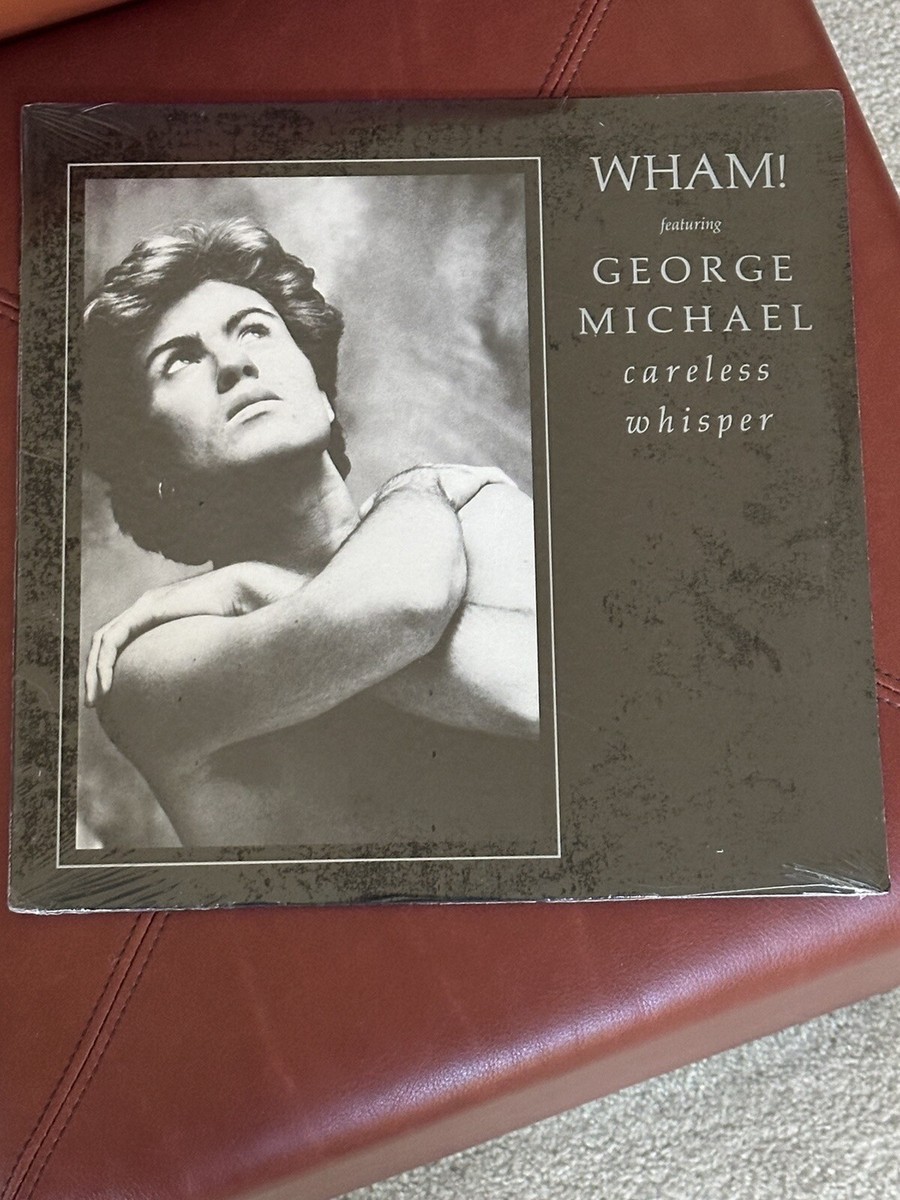 WHAM!
featuring
GEORGE
MICHAEL
careless
whisper